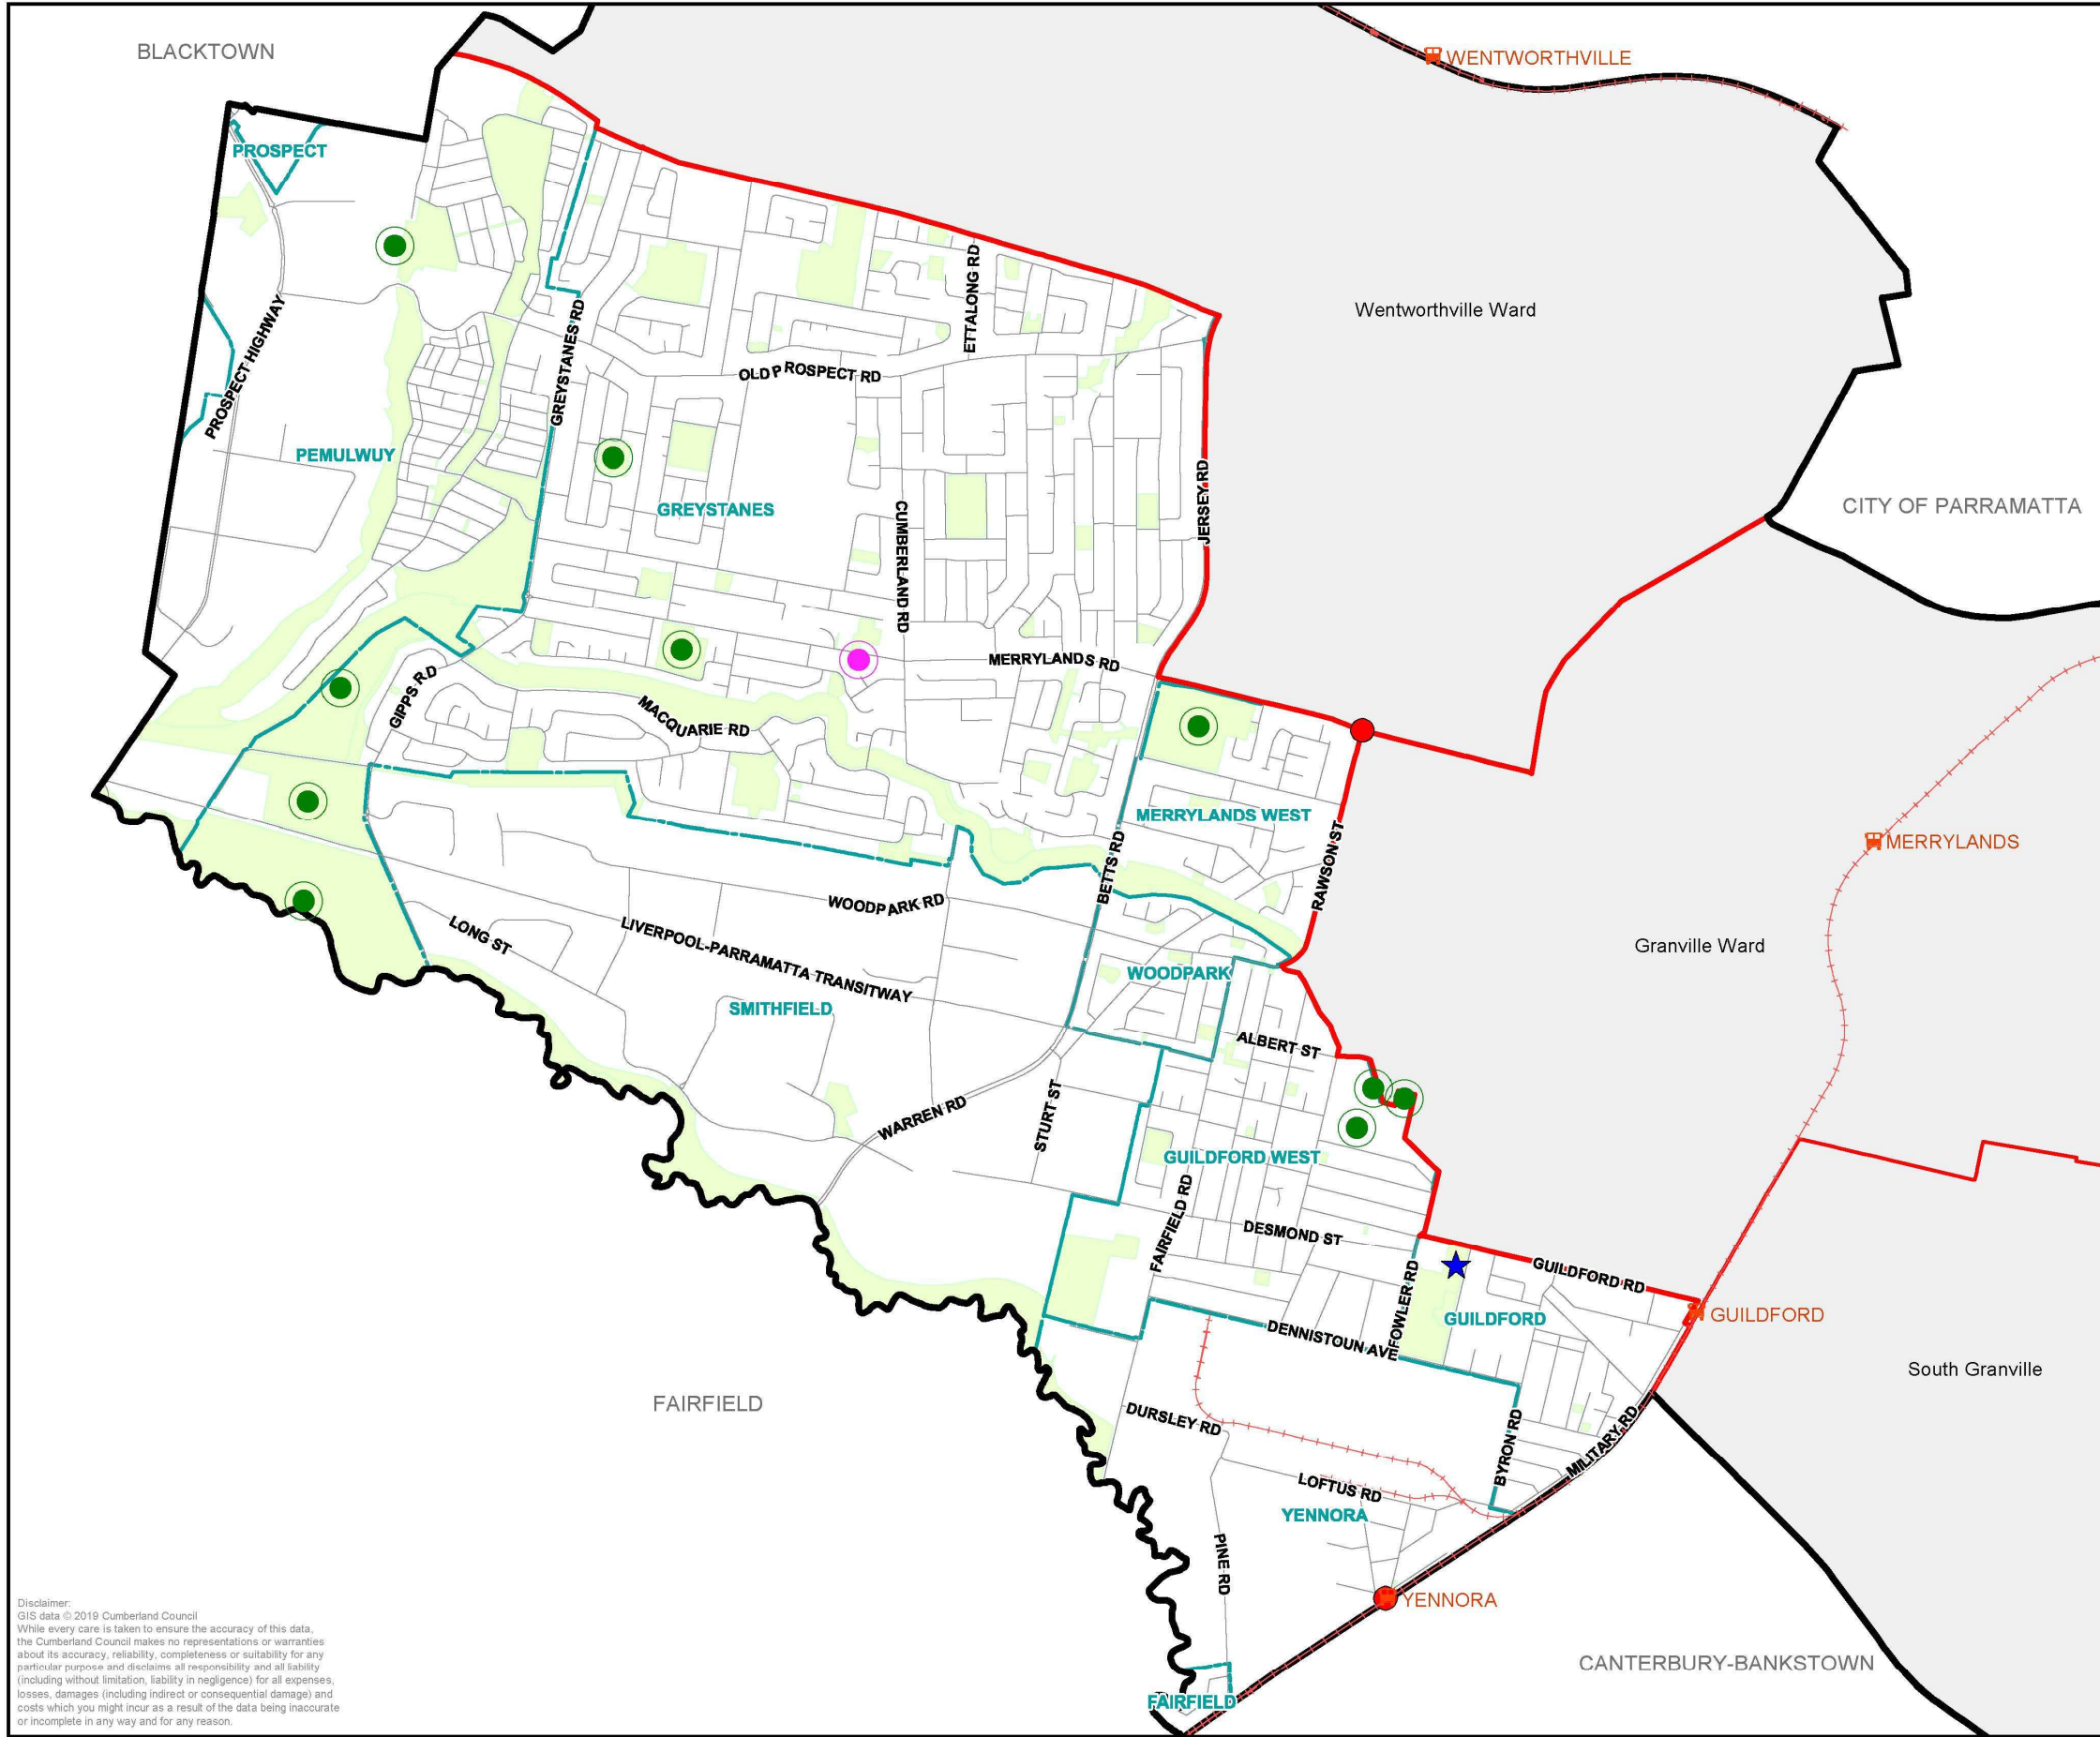 BLACKTOWN
WENTWORTHVILLE
PROSPECT
ETTALONG RD
Wentworthville Ward
PROSPECT HIGHWAY
GREYSTANES RD
OLD PROSPECT RD
PEMULWUY
JERSEY RD
GREYSTANES
CUMBERLAND RD
CITY OF PARRAMATTA
MERRYLANDS RD
GIPPS RD
MACQUARIE RD
MERRYLANDS WEST
MERRYLANDS
BETTS RD
RAWSON ST
WOODPARK RD
LONG ST
LIVERPOOL-PARRAMATTA TRANSITWAY
Granville Ward
WOODPARK
SMITHFIELD
ALBERT ST
WARREN RD
STURT ST
GUILDFORD WEST
FAIRFIELD RD
DESMOND ST
GUILDFORD RD
FOWLER RD
GUILDFORD
GUILDFORD
DENNISTOUN AVE
South Granville
FAIRFIELD
DURSLEY RD
BYRON RD
MILITARY RD
LOFTUS RD
YENNORA
PINE RD
YENNORA
CANTERBURY-BANKSTOWN
FAIRFIELD
Disclaimer:
GIS data © 2019 Cumberland Council
While every care is taken to ensure the accuracy of this data,
the Cumberland Council makes no representations or warranties
about its accuracy, reliability, completeness or suitability for any
particular purpose and disclaims all responsibility and all liability
(including without limitation, liability in negligence) for all expenses,
losses, damages (including indirect or consequential damage) and
costs which you might incur as a result of the data being inaccurate
or incomplete in any way and for any reason.